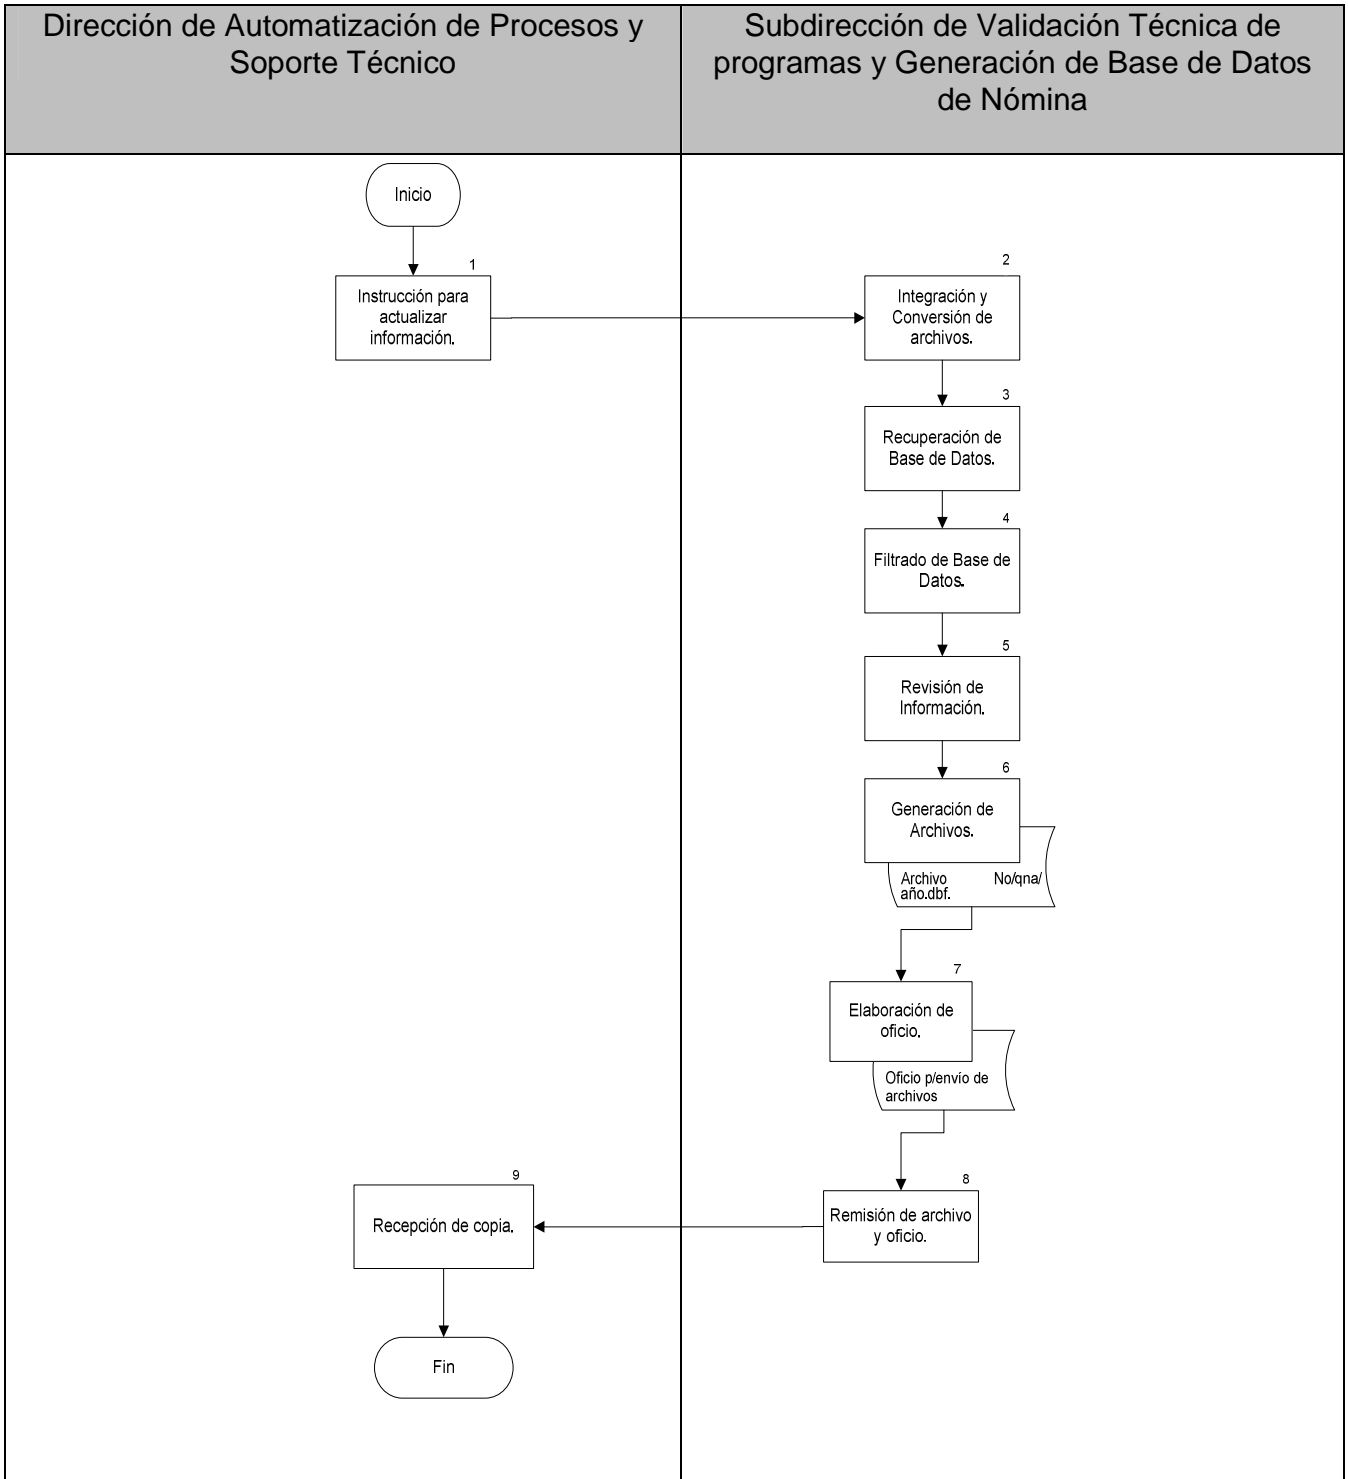 Dirección de Automatización de Procesos y
Soporte Técnico
Subdirección de Validación Técnica de
programas y Generación de Base de Datos
de Nómina
Inicio
1
Instrucción para
actualizar
información.
2
Integración y
Conversión de
archivos.
3
Recuperación de
Base de Datos.
4
Filtrado de Base de
Datos.
5
Revisión de
Información.
6
Generación de
Archivos.
Archivo No/qna/
año.dbf.
7
Elaboración de
oficio.
Oficio p/envío de
archivos
8
Remisión de archivo
y oficio.
9
Recepción de copia.
Fin